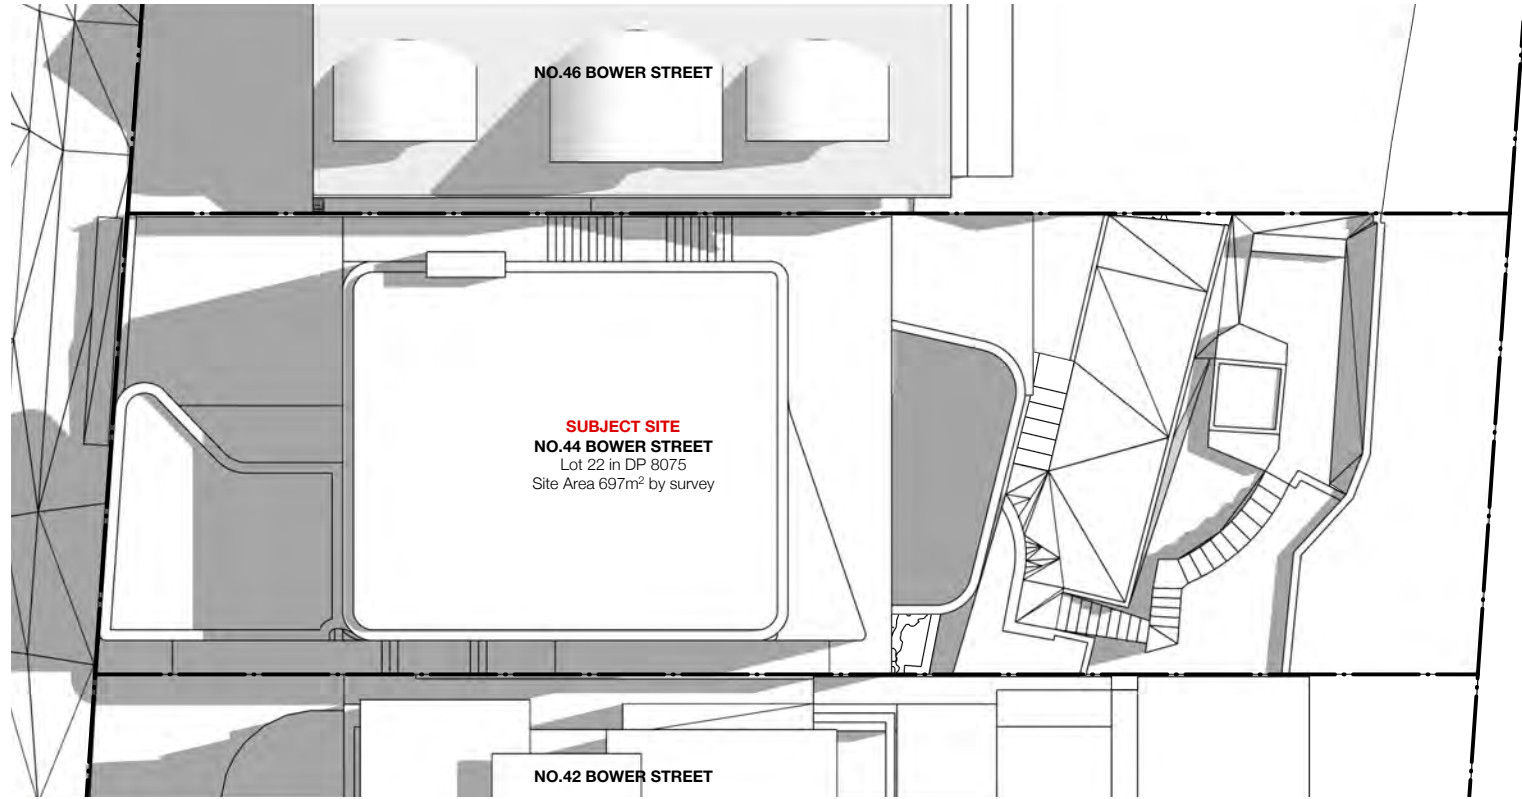 NO.46 BOWER STREET
SUBJECT SITE
NO.44 BOWER STREET
Lot 22 in DP 8075
Site Area 697m² by survey
NO.42 BOWER STREET